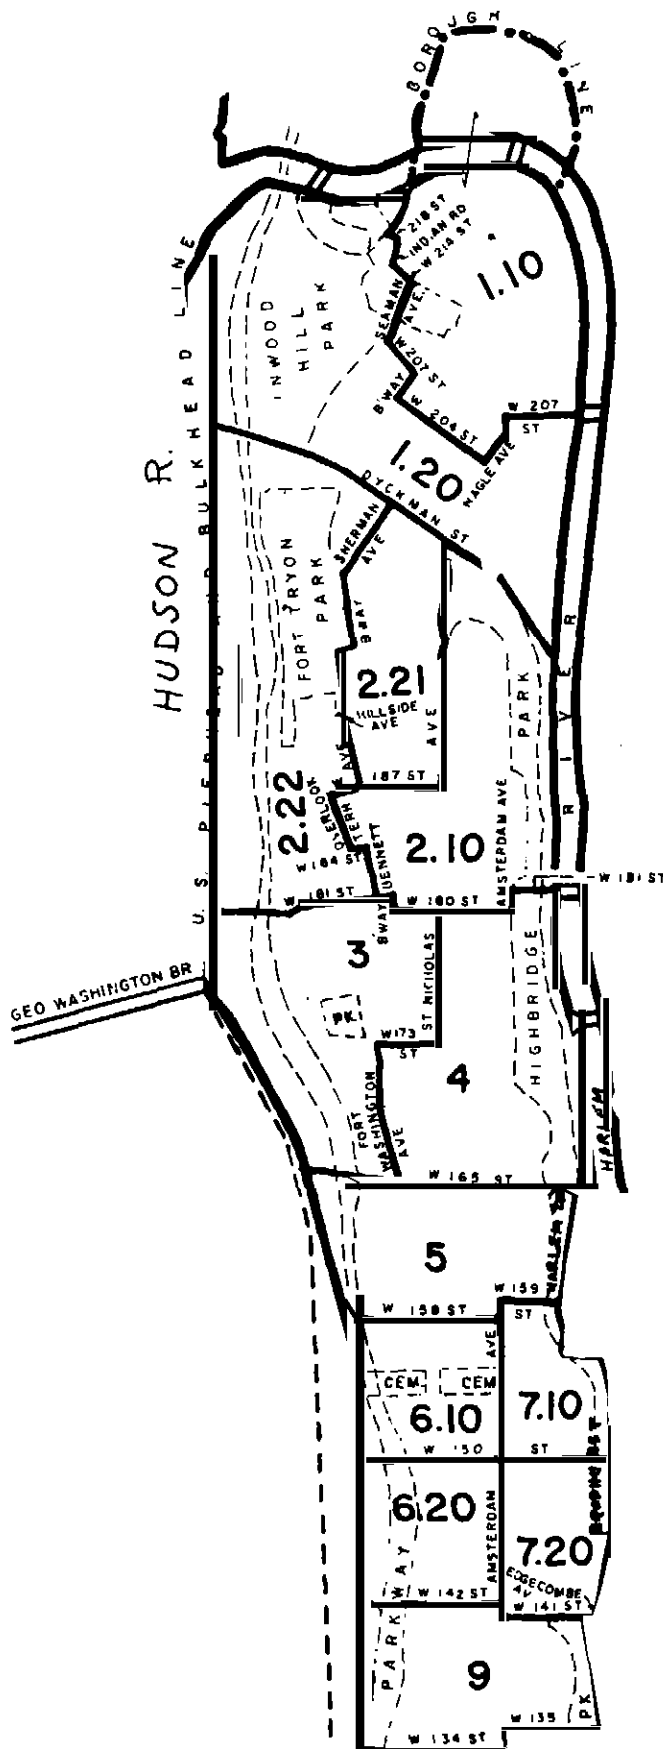 BOROUGH LINE
218 ST
INDIAN RD
W 214 ST
1.10
SEAMAN
AVE.
INWOOD
HILL
PARK
W 207 ST
B'WAY
W 204 ST
W 207
ST
NAGLE AVE
1.20
DYCKMAN ST
HUDSON R.
U.S. PIERHEAD AND BULKHEAD LINE
SHERMAN
AVE
FORT TRYON
PARK
B'WAY
2.21
HILLSIDE
AVE
AVE
PARK
RIVER
AVE
187 ST
2.22
OVERLOOK
TERR
W 184 ST
BENNETT
2.10
AMSTERDAM AVE
W 181 ST
W 181 ST
B'WAY
W 180 ST
3
ST NICHOLAS
HIGHBRIDGE
GEO WASHINGTON BR
PK
W173
ST
4
FORT
WASHINGTON
AVE
HARLEM
W 165 ST
5
HARLEM
W 159
ST
W 158 ST
AVE
CEM
CEM
6.10
7.10
W 150 ST
6.20
AMSTERDAM
7.20
EDGECOMBE
AV
W 142 ST
W 141 ST
PARKWAY
9
PK
W 135
W 134 ST